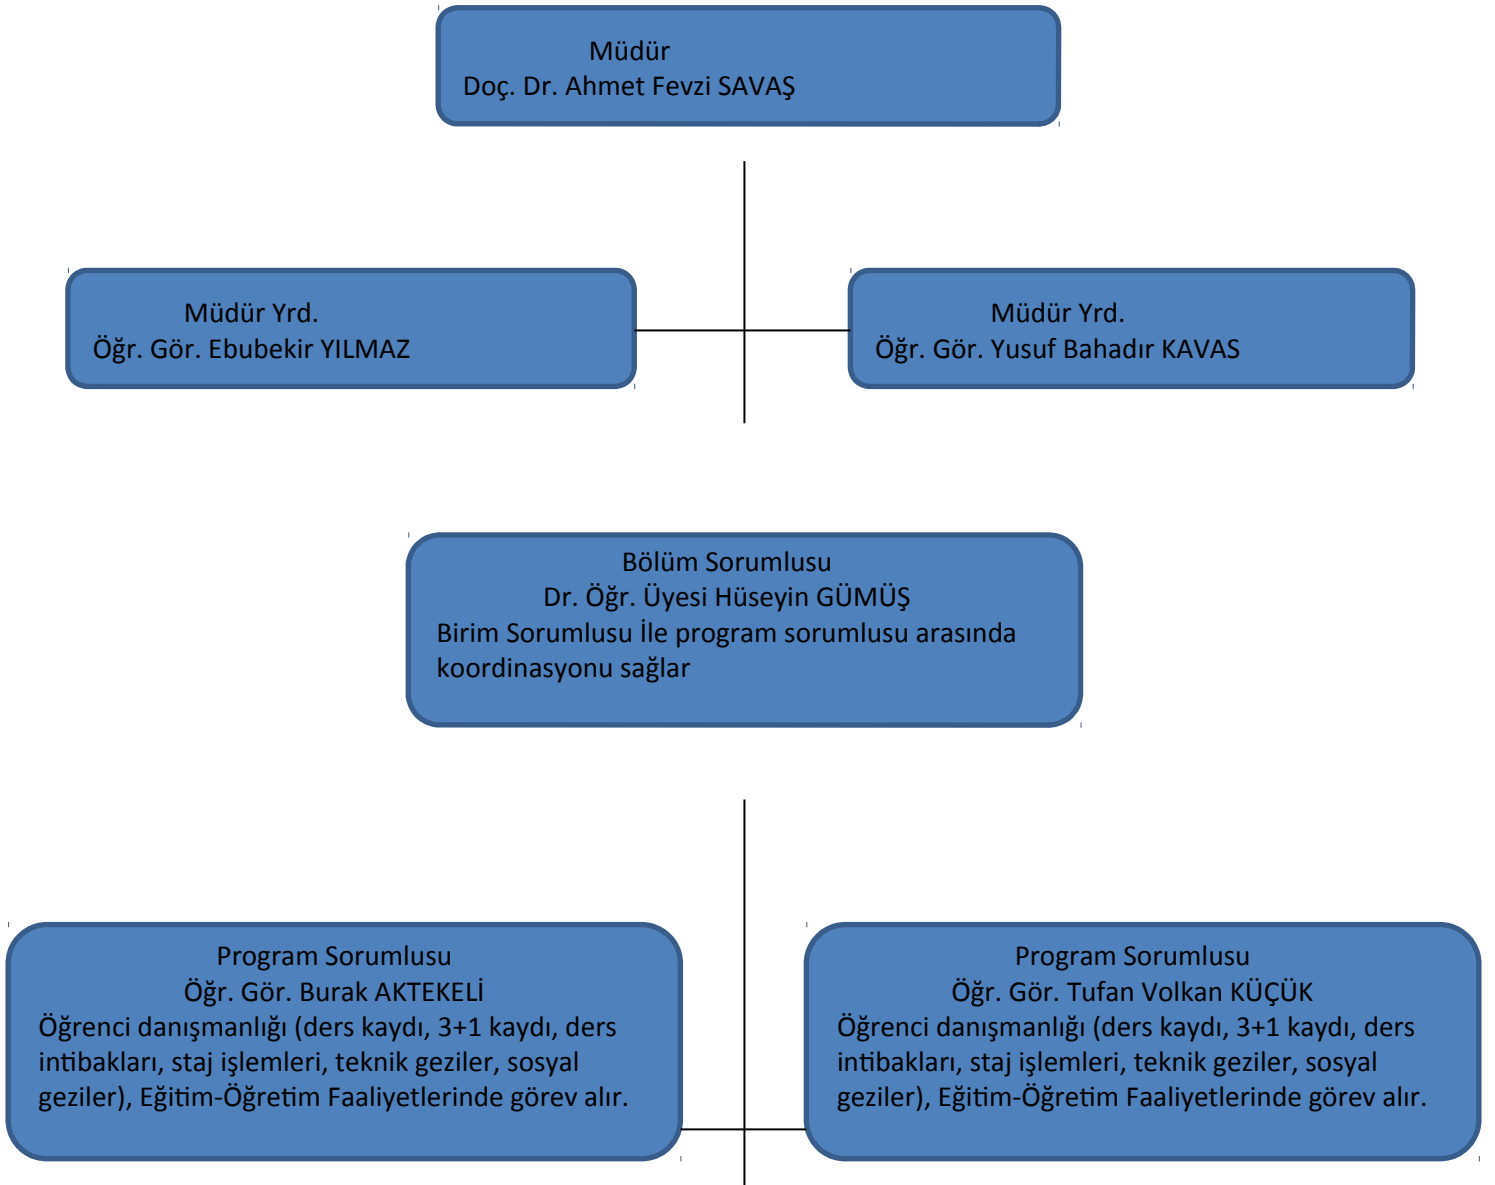 Müdür
Doç. Dr. Ahmet Fevzi SAVAŞ
Müdür Yrd.
Öğr. Gör. Ebubekir YILMAZ
Müdür Yrd.
Öğr. Gör. Yusuf Bahadır KAVAS
Bölüm Sorumlusu
Dr. Öğr. Üyesi Hüseyin GÜMÜŞ
Birim Sorumlusu İle program sorumlusu arasında
koordinasyonu sağlar
Program Sorumlusu
Öğr. Gör. Burak AKTEKELİ
Öğrenci danışmanlığı (ders kaydı, 3+1 kaydı, ders
intibakları, staj işlemleri, teknik geziler, sosyal
geziler), Eğitim-Öğretim Faaliyetlerinde görev alır.
Program Sorumlusu
Öğr. Gör. Tufan Volkan KÜÇÜK
Öğrenci danışmanlığı (ders kaydı, 3+1 kaydı, ders
intibakları, staj işlemleri, teknik geziler, sosyal
geziler), Eğitim-Öğretim Faaliyetlerinde görev alır.